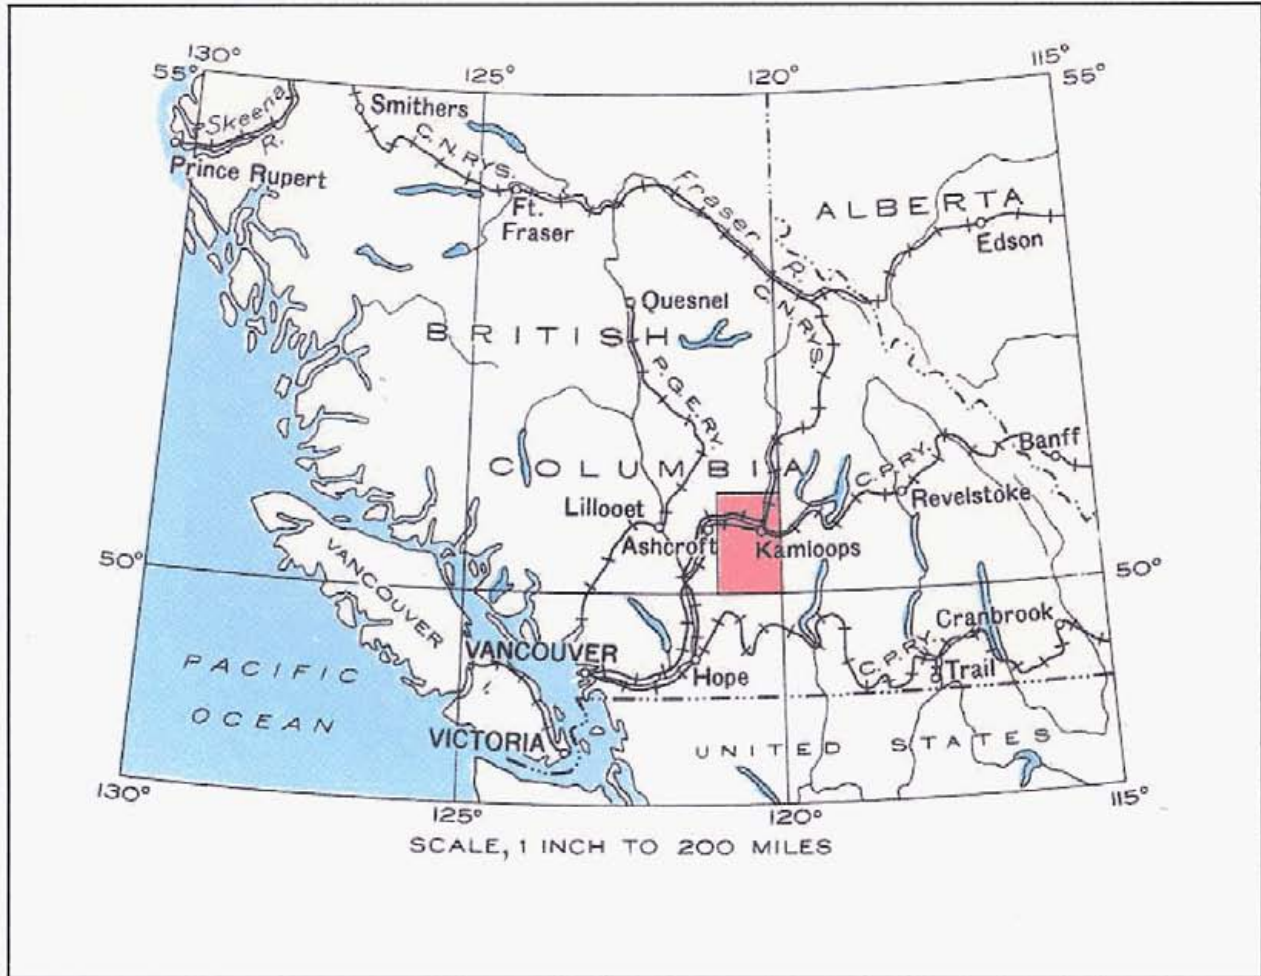 130°
55°
125°
120°
115°
55°
Skeena
R.
Smithers
C. N. RYS.
Prince Rupert
Ft.
Fraser
Fraser
R.
ALBERTA
Edson
C. N. RYS.
Quesnel
BRITISH
P. G. E. RY.
COLUMBIA
Banff
C. P. RY.
Revelstoke
Lillooet
Ashcroft
Kamloops
50°
50°
VANCOUVER
Cranbrook
VANCOUVER
C. P. RY.
Trail
Hope
PACIFIC
OCEAN
VICTORIA
UNITED STATES
130°
125°
120°
115°
SCALE, 1 INCH TO 200 MILES